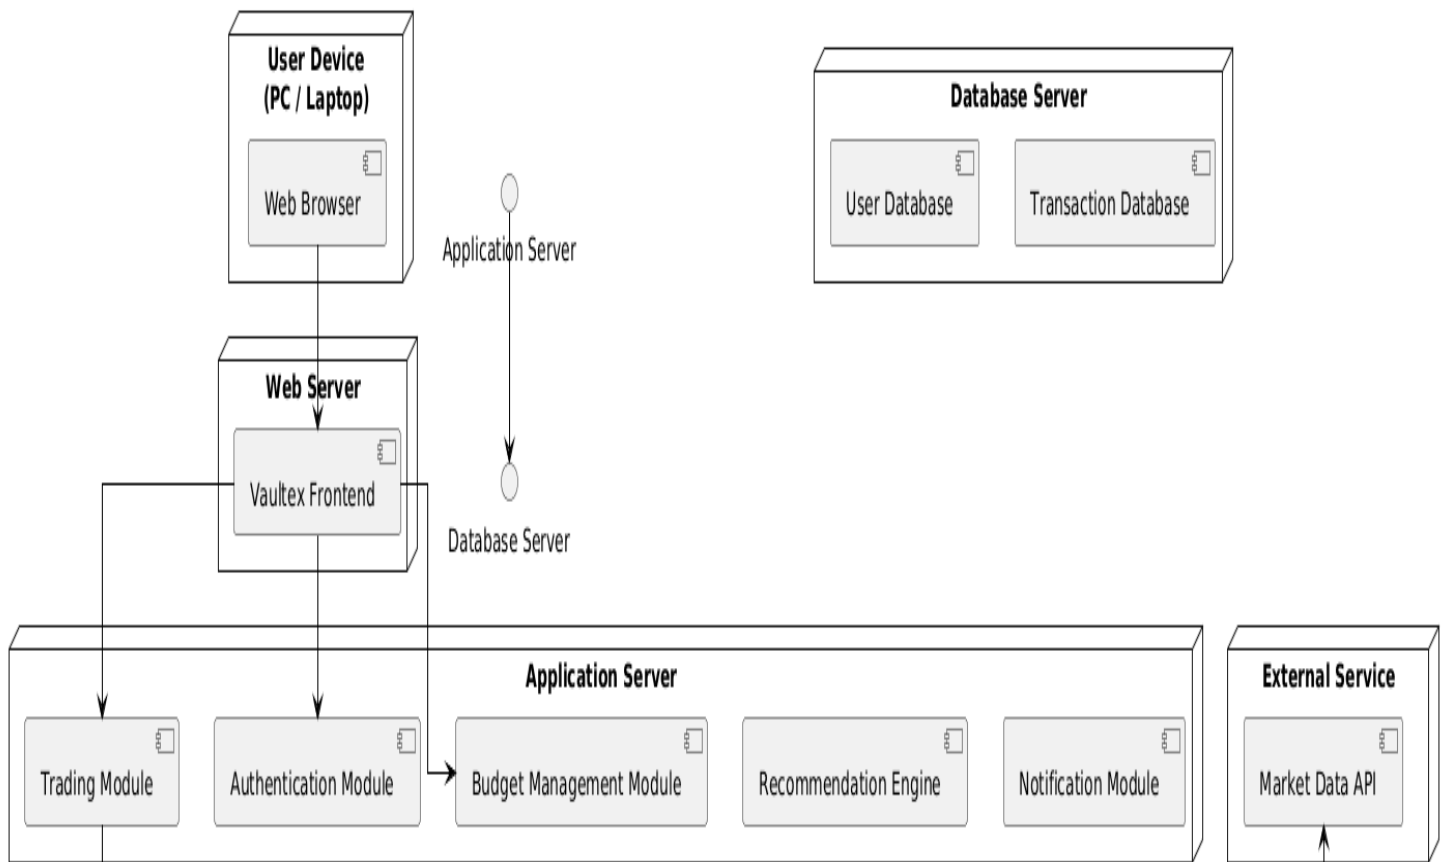 User Device
(PC / Laptop)
Web Browser
Application Server
Database Server
User Database
Transaction Database
Web Server
Vaultex Frontend
Database Server
Application Server
Trading Module
Authentication Module
Budget Management Module
Recommendation Engine
Notification Module
External Service
Market Data API